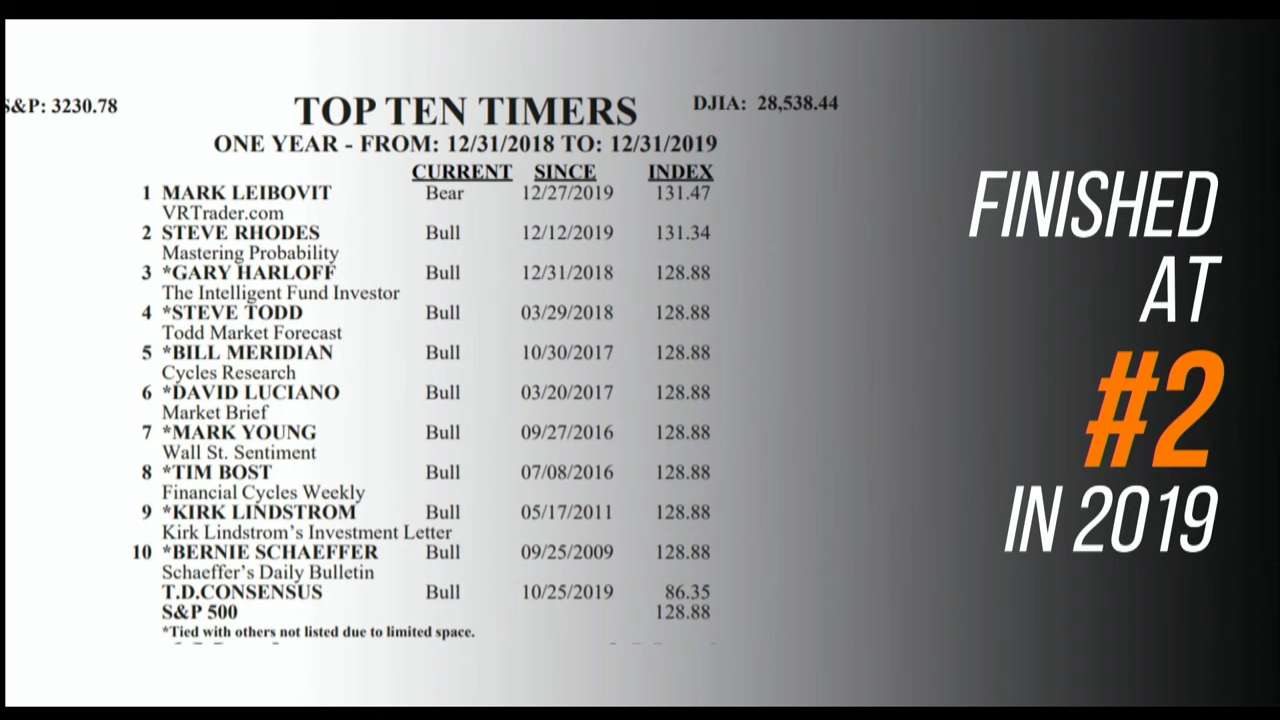 S&P: 3230.78
TOP TEN TIMERS
DJIA: 28,538.44
ONE YEAR - FROM: 12/31/2018 TO: 12/31/2019
CURRENT SINCE INDEX
1 MARK LEIBOVIT Bear 12/27/2019 131.47
VRTrader.com
2 STEVE RHODES Bull 12/12/2019 131.34
Mastering Probability
3 *GARY HARLOFF Bull 12/31/2018 128.88
The Intelligent Fund Investor
4 *STEVE TODD Bull 03/29/2018 128.88
Todd Market Forecast
5 *BILL MERIDIAN Bull 10/30/2017 128.88
Cycles Research
6 *DAVID LUCIANO Bull 03/20/2017 128.88
Market Brief
7 *MARK YOUNG Bull 09/27/2016 128.88
Wall St. Sentiment
8 *TIM BOST Bull 07/08/2016 128.88
Financial Cycles Weekly
9 *KIRK LINDSTROM Bull 05/17/2011 128.88
Kirk Lindstrom’s Investment Letter
10 *BERNIE SCHAEFFER Bull 09/25/2009 128.88
Schaeffer’s Daily Bulletin
T.D.CONSENSUS Bull 10/25/2019 86.35
S&P 500 128.88
*Tied with others not listed due to limited space.
FINISHED
AT
#2
IN 2019